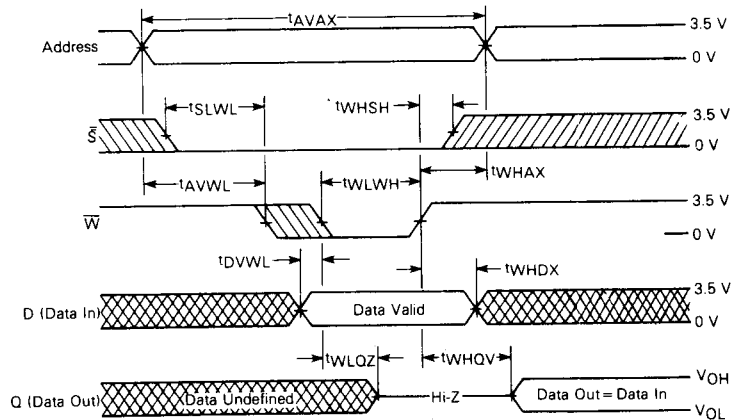 tAVAX
Address
3.5 V
0 V
tSLWL
tWHSH
S̅
3.5 V
0 V
tAVWL
tWLWH
tWHAX
W̅
3.5 V
0 V
tDVWL
tWHDX
D (Data In)
Data Valid
3.5 V
0 V
tWLQZ
tWHQV
Q (Data Out)
Data Undefined
Hi-Z
Data Out = Data In
VOH
VOL